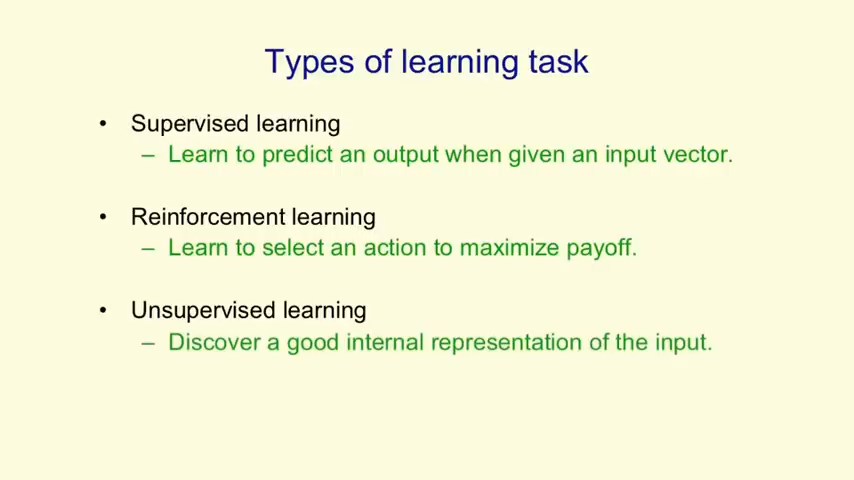 Types of learning task
• Supervised learning
– Learn to predict an output when given an input vector.
• Reinforcement learning
– Learn to select an action to maximize payoff.
• Unsupervised learning
– Discover a good internal representation of the input.